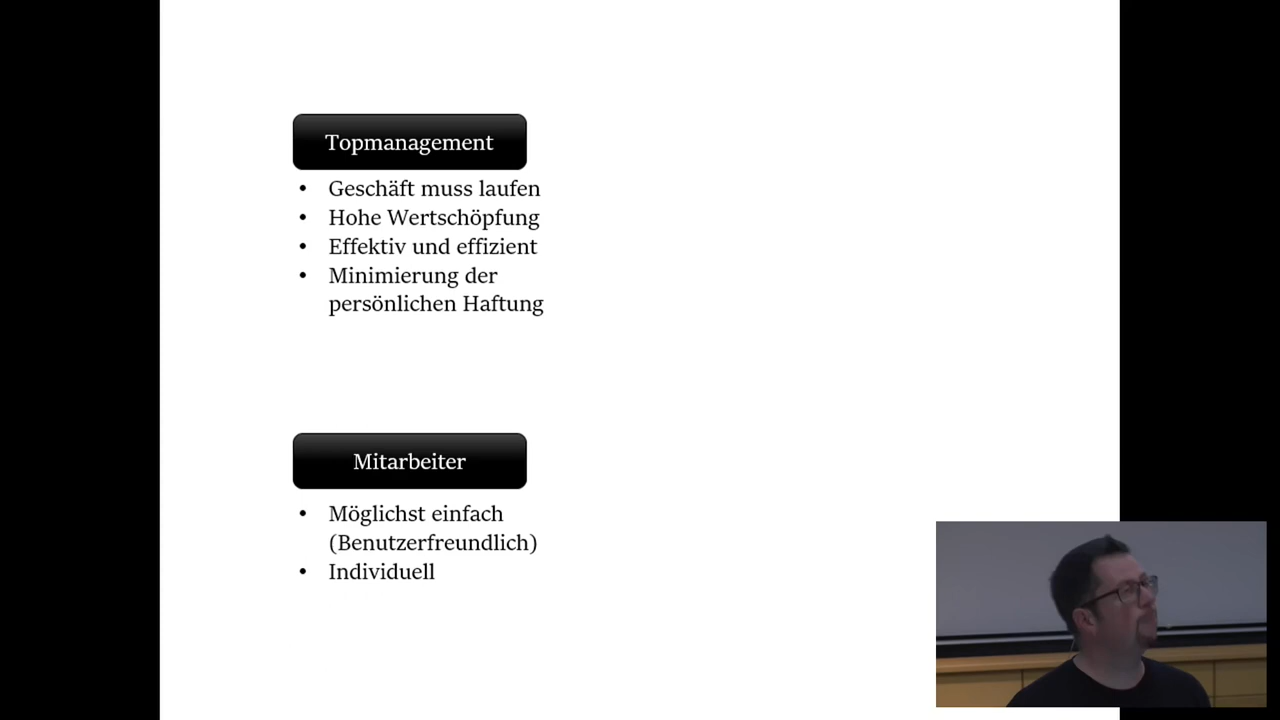 Topmanagement
• Geschäft muss laufen
• Hohe Wertschöpfung
• Effektiv und effizient
• Minimierung der
persönlichen Haftung
Mitarbeiter
• Möglichst einfach
(Benutzerfreundlich)
• Individuell